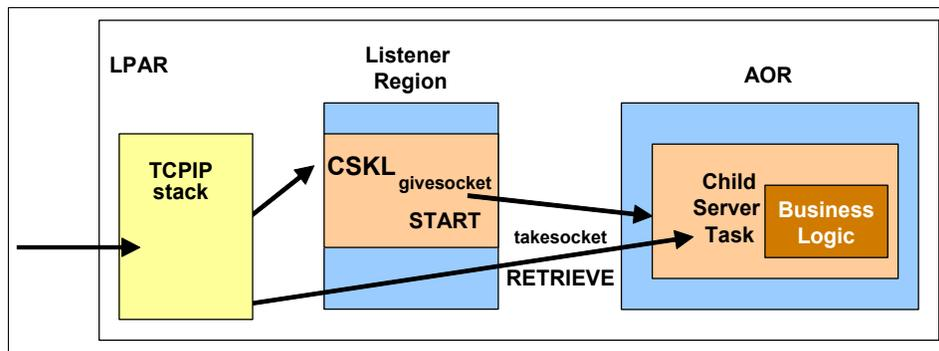 LPAR
Listener
Region
AOR
TCPIP
stack
CSKL
givesocket
START
takesocket
RETRIEVE
Child
Server
Task
Business
Logic